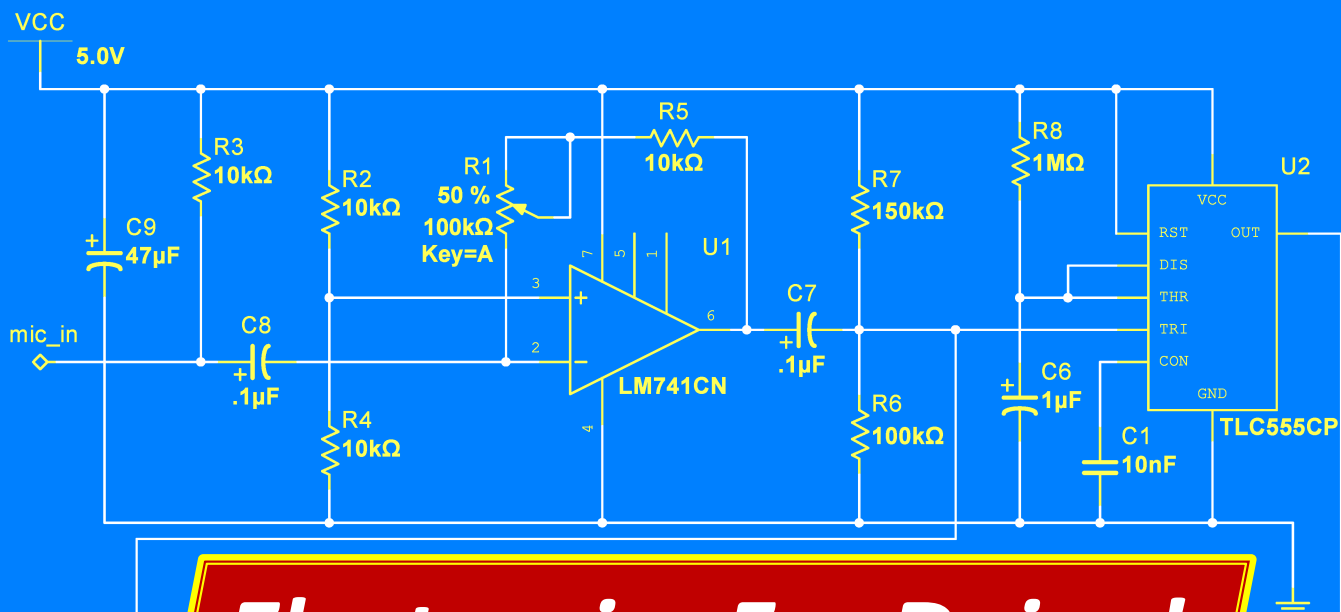 VCC
5.0V
R3
10kΩ
R2
10kΩ
R1
50 %
100kΩ
Key=A
R5
10kΩ
R7
150kΩ
R8
1MΩ
U2
VCC
RST
OUT
DIS
THR
TRI
CON
GND
TLC555CP
C9
47µF
+
mic_in
C8
+
.1µF
3
2
7
5
1
4
6
+
−
U1
LM741CN
C7
+
.1µF
R4
10kΩ
R6
100kΩ
C6
+
1µF
C1
10nF